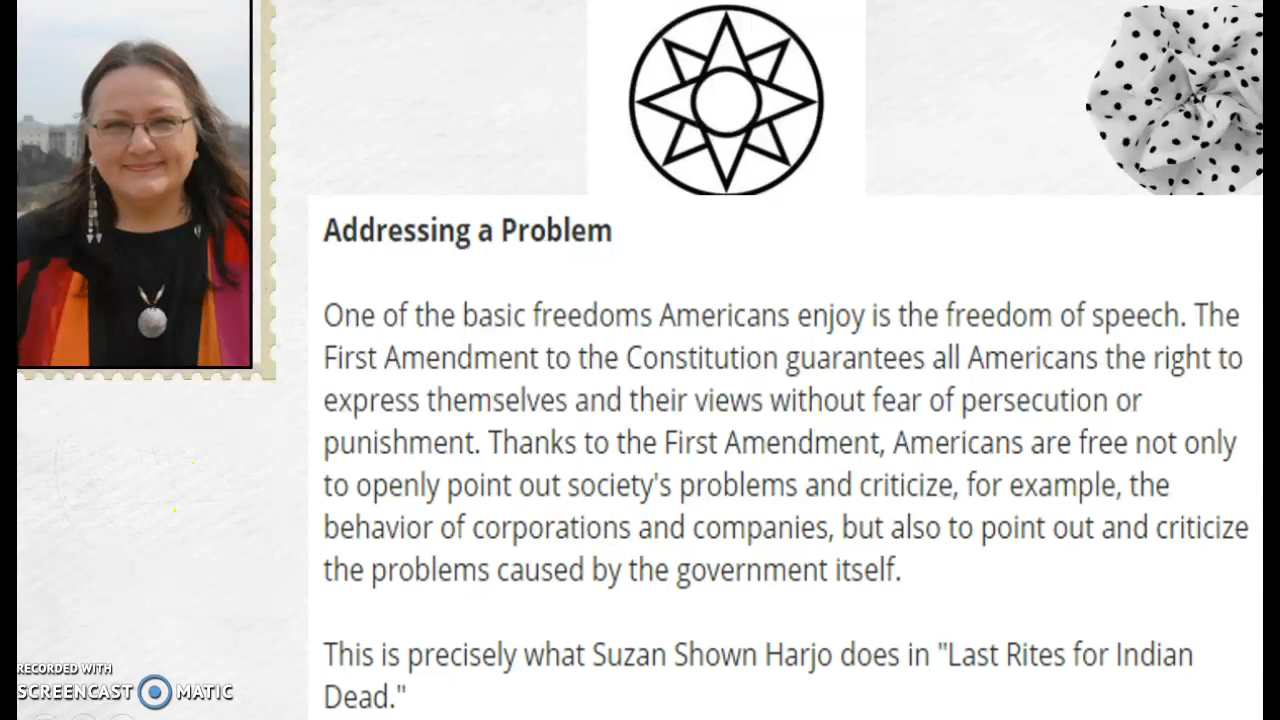 Addressing a Problem
One of the basic freedoms Americans enjoy is the freedom of speech. The
First Amendment to the Constitution guarantees all Americans the right to
express themselves and their views without fear of persecution or
punishment. Thanks to the First Amendment, Americans are free not only
to openly point out society's problems and criticize, for example, the
behavior of corporations and companies, but also to point out and criticize
the problems caused by the government itself.
This is precisely what Suzan Shown Harjo does in "Last Rites for Indian
Dead."
RECORDED WITH
SCREENCAST MATIC